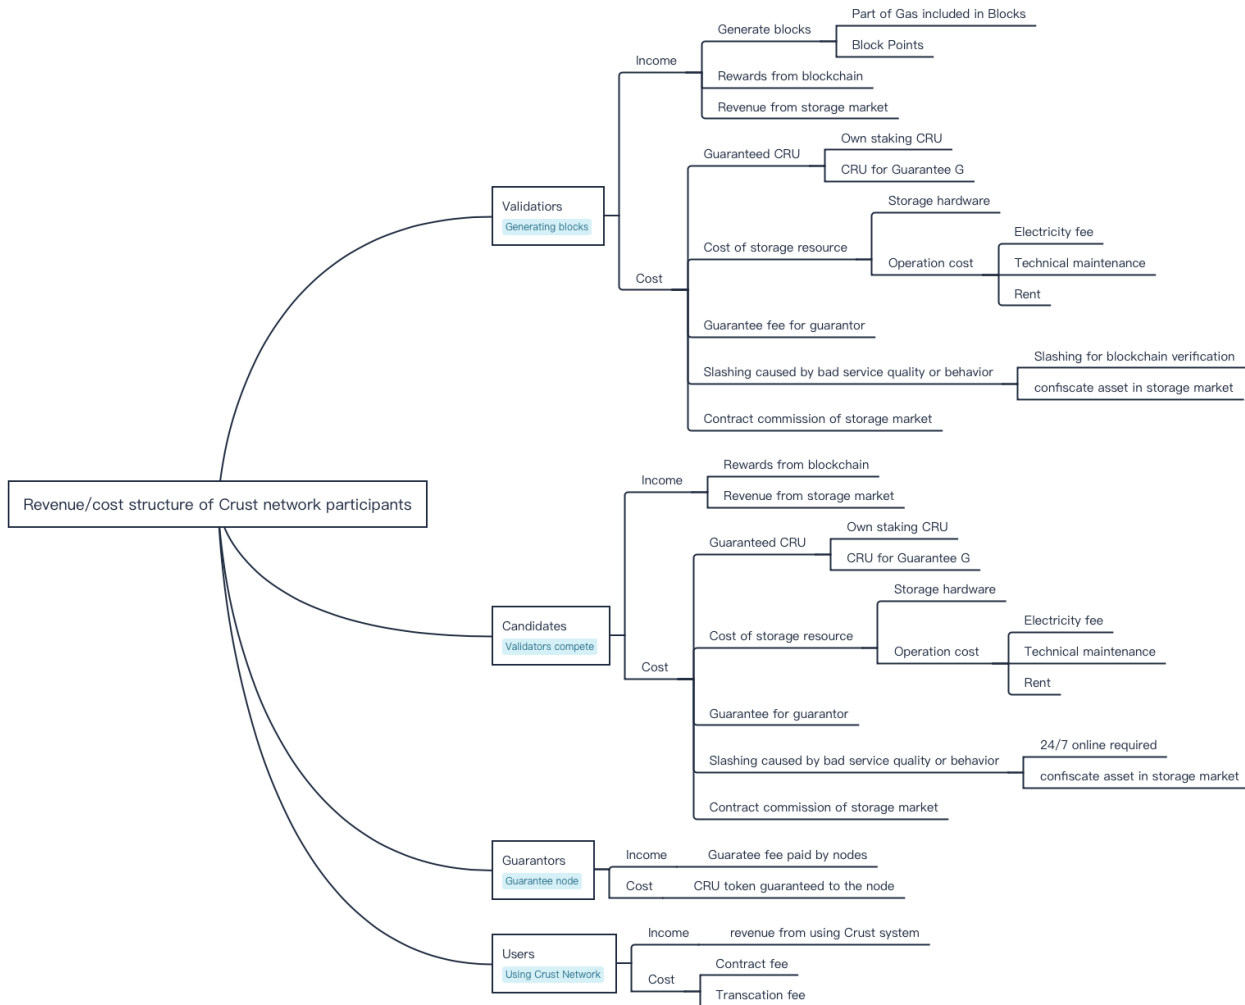 Revenue/cost structure of Crust network participants
Validatiors
Generating blocks
Income
Generate blocks
Part of Gas included in Blocks
Block Points
Rewards from blockchain
Revenue from storage market
Cost
Guaranteed CRU
Own staking CRU
CRU for Guarantee G
Cost of storage resource
Storage hardware
Operation cost
Electricity fee
Technical maintenance
Rent
Guarantee fee for guarantor
Slashing caused by bad service quality or behavior
Slashing for blockchain verification
confiscate asset in storage market
Contract commission of storage market
Candidates
Validators compete
Income
Rewards from blockchain
Revenue from storage market
Cost
Guaranteed CRU
Own staking CRU
CRU for Guarantee G
Cost of storage resource
Storage hardware
Operation cost
Electricity fee
Technical maintenance
Rent
Guarantee for guarantor
Slashing caused by bad service quality or behavior
24/7 online required
confiscate asset in storage market
Contract commission of storage market
Guarantors
Guarantee node
Income
Guaratee fee paid by nodes
Cost
CRU token guaranteed to the node
Users
Using Crust Network
Income
revenue from using Crust system
Cost
Contract fee
Transcation fee